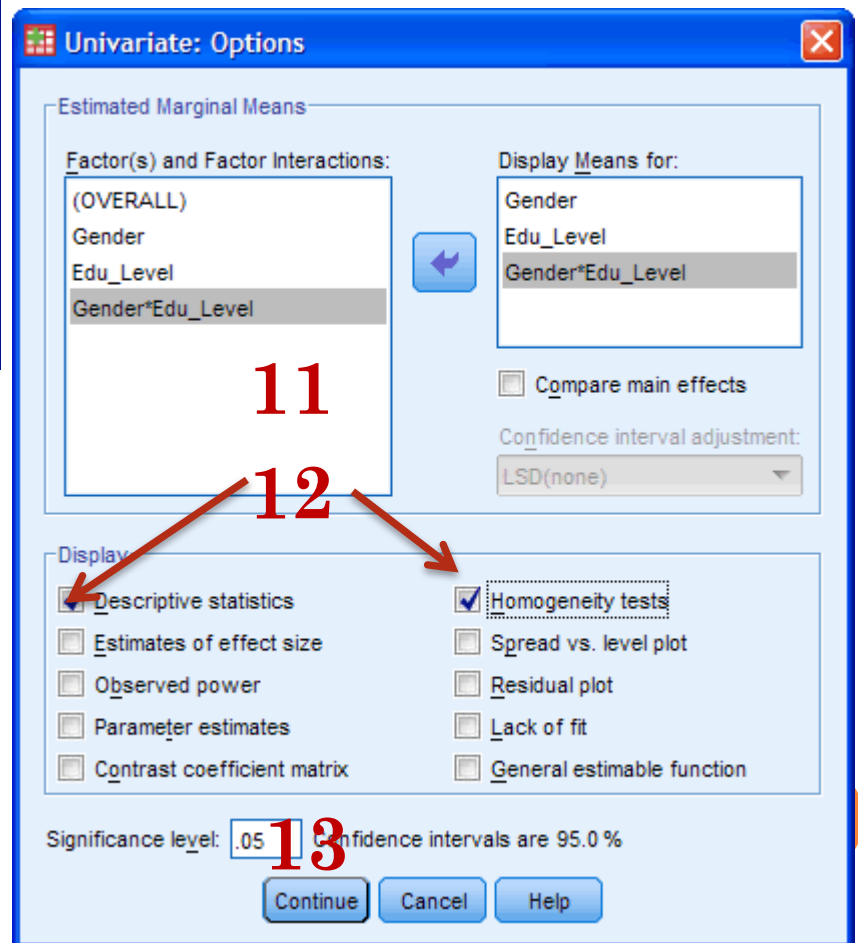 Univariate: Options
Estimated Marginal Means
Factor(s) and Factor Interactions:
(OVERALL)
Gender
Edu_Level
Gender*Edu_Level
Display Means for:
Gender
Edu_Level
Gender*Edu_Level
11
Compare main effects
Confidence interval adjustment:
LSD(none)
12
Display
Descriptive statistics
Estimates of effect size
Observed power
Parameter estimates
Contrast coefficient matrix
Homogeneity tests
Spread vs. level plot
Residual plot
Lack of fit
General estimable function
Significance level: .05 Confidence intervals are 95.0 %
13
Continue Cancel Help